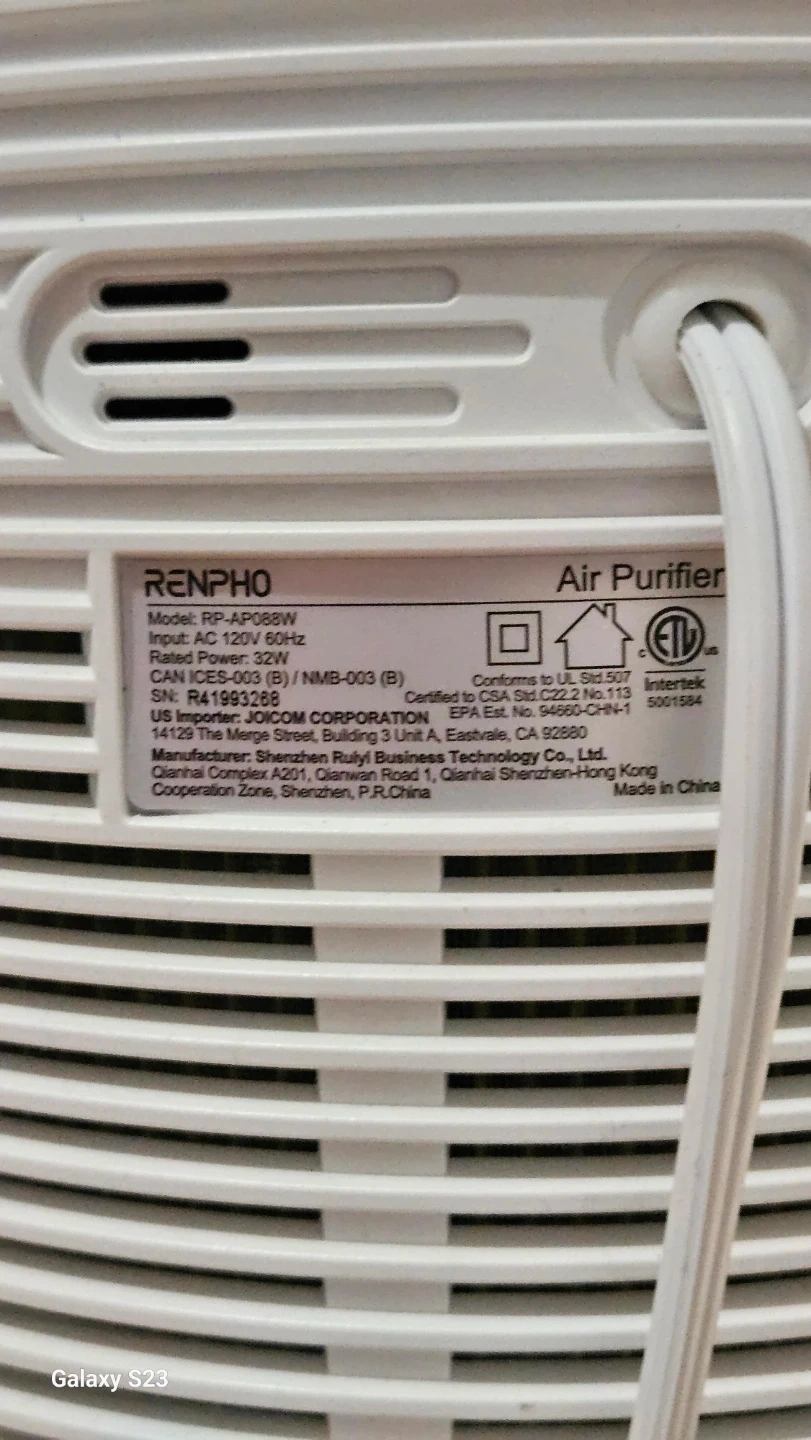 RENPHO
Air Purifier
Model: RP-AP088W
Input: AC 120V 60Hz
Rated Power: 32W
CAN ICES-003 (B) / NMB-003 (B)
SN: R41993268
Conforms to UL Std.507
Certified to CSA Std.C22.2 No.113
EPA Est. No. 94660-CHN-1
c ETL us
Intertek
5001584
US Importer: JOICOM CORPORATION
14129 The Merge Street, Building 3 Unit A, Eastvale, CA 92880
Manufacturer: Shenzhen Ruiyi Business Technology Co., Ltd.
Qianhai Complex A201, Qianwan Road 1, Qianhai Shenzhen-Hong Kong
Cooperation Zone, Shenzhen, P.R.China
Made in China
Galaxy S23